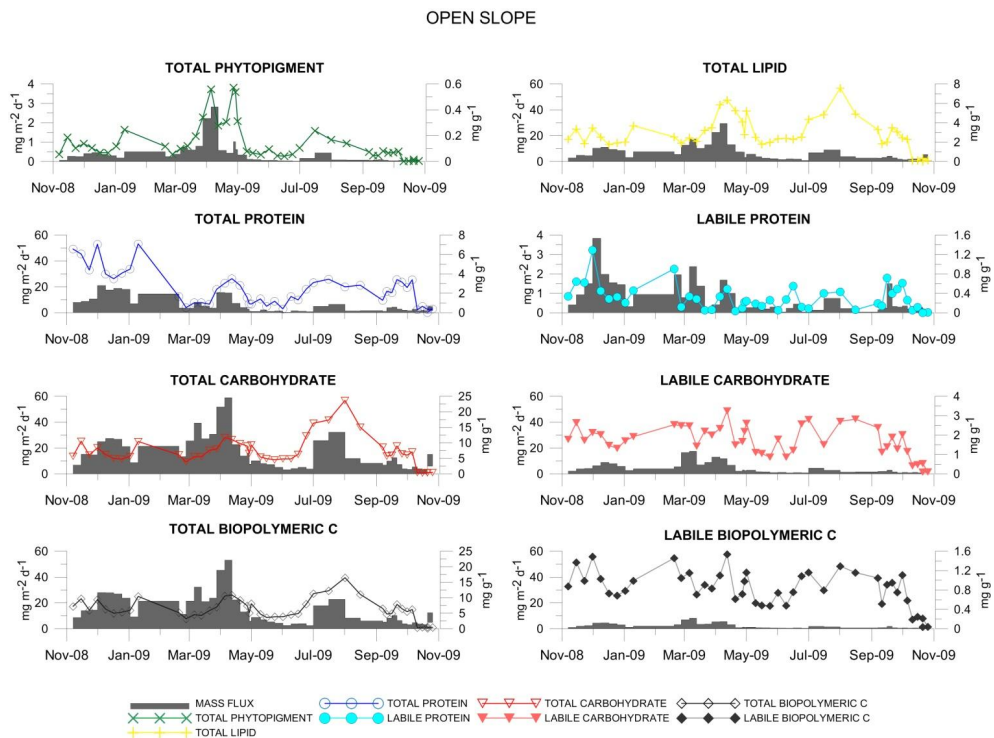 OPEN SLOPE
TOTAL PHYTOPIGMENT
4
3
2
1
0
mg m-2 d-1
0.6
0.4
0.2
0
mg g-1
Nov-08 Jan-09 Mar-09 May-09 Jul-09 Sep-09 Nov-09
TOTAL LIPID
60
40
20
0
mg m-2 d-1
8
6
4
2
0
mg g-1
Nov-08 Jan-09 Mar-09 May-09 Jul-09 Sep-09 Nov-09
TOTAL PROTEIN
60
40
20
0
mg m-2 d-1
8
6
4
2
0
mg g-1
Nov-08 Jan-09 Mar-09 May-09 Jul-09 Sep-09 Nov-09
LABILE PROTEIN
4
3
2
1
0
mg m-2 d-1
1.6
1.2
0.8
0.4
0
mg g-1
Nov-08 Jan-09 Mar-09 May-09 Jul-09 Sep-09 Nov-09
TOTAL CARBOHYDRATE
60
40
20
0
mg m-2 d-1
25
20
15
10
5
0
mg g-1
Nov-08 Jan-09 Mar-09 May-09 Jul-09 Sep-09 Nov-09
LABILE CARBOHYDRATE
60
40
20
0
mg m-2 d-1
4
3
2
1
0
mg g-1
Nov-08 Jan-09 Mar-09 May-09 Jul-09 Sep-09 Nov-09
TOTAL BIOPOLYMERIC C
60
40
20
0
mg m-2 d-1
25
20
15
10
5
0
mg g-1
Nov-08 Jan-09 Mar-09 May-09 Jul-09 Sep-09 Nov-09
LABILE BIOPOLYMERIC C
60
40
20
0
mg m-2 d-1
1.6
1.2
0.8
0.4
0
mg g-1
Nov-08 Jan-09 Mar-09 May-09 Jul-09 Sep-09 Nov-09
MASS FLUX TOTAL PROTEIN TOTAL CARBOHYDRATE TOTAL BIOPOLYMERIC C
TOTAL PHYTOPIGMENT LABILE PROTEIN LABILE CARBOHYDRATE LABILE BIOPOLYMERIC C
TOTAL LIPID